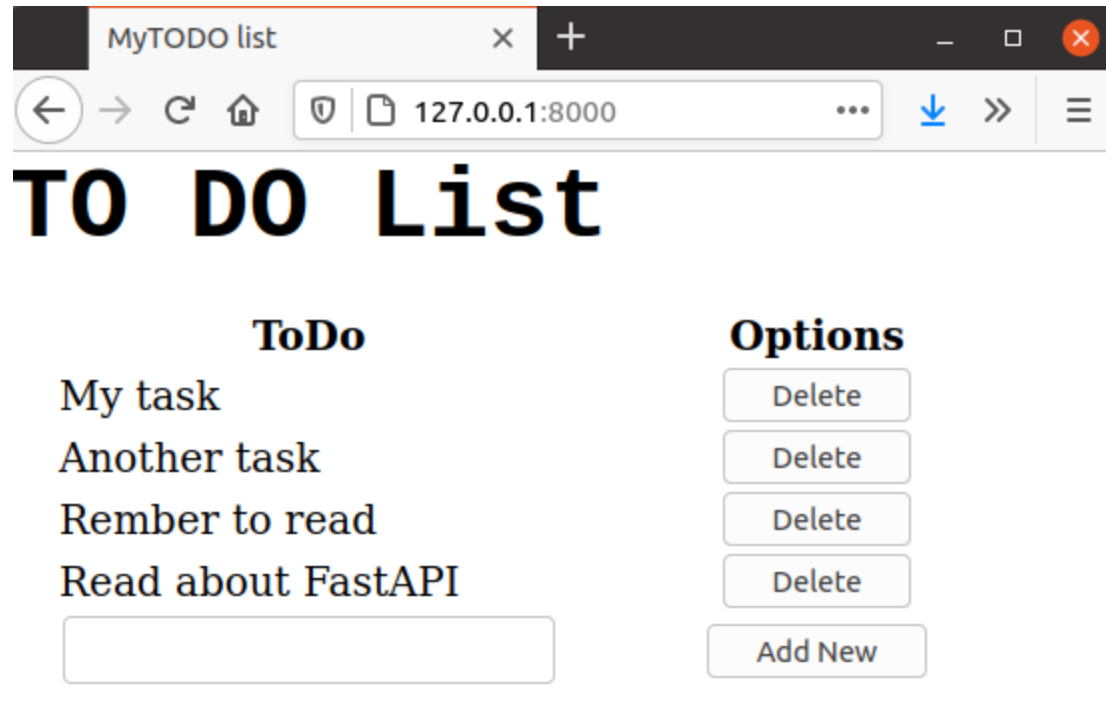 MyTODO list
127.0.0.1:8000
TO DO List
ToDo Options
My task Delete
Another task Delete
Rember to read Delete
Read about FastAPI Delete
Add New